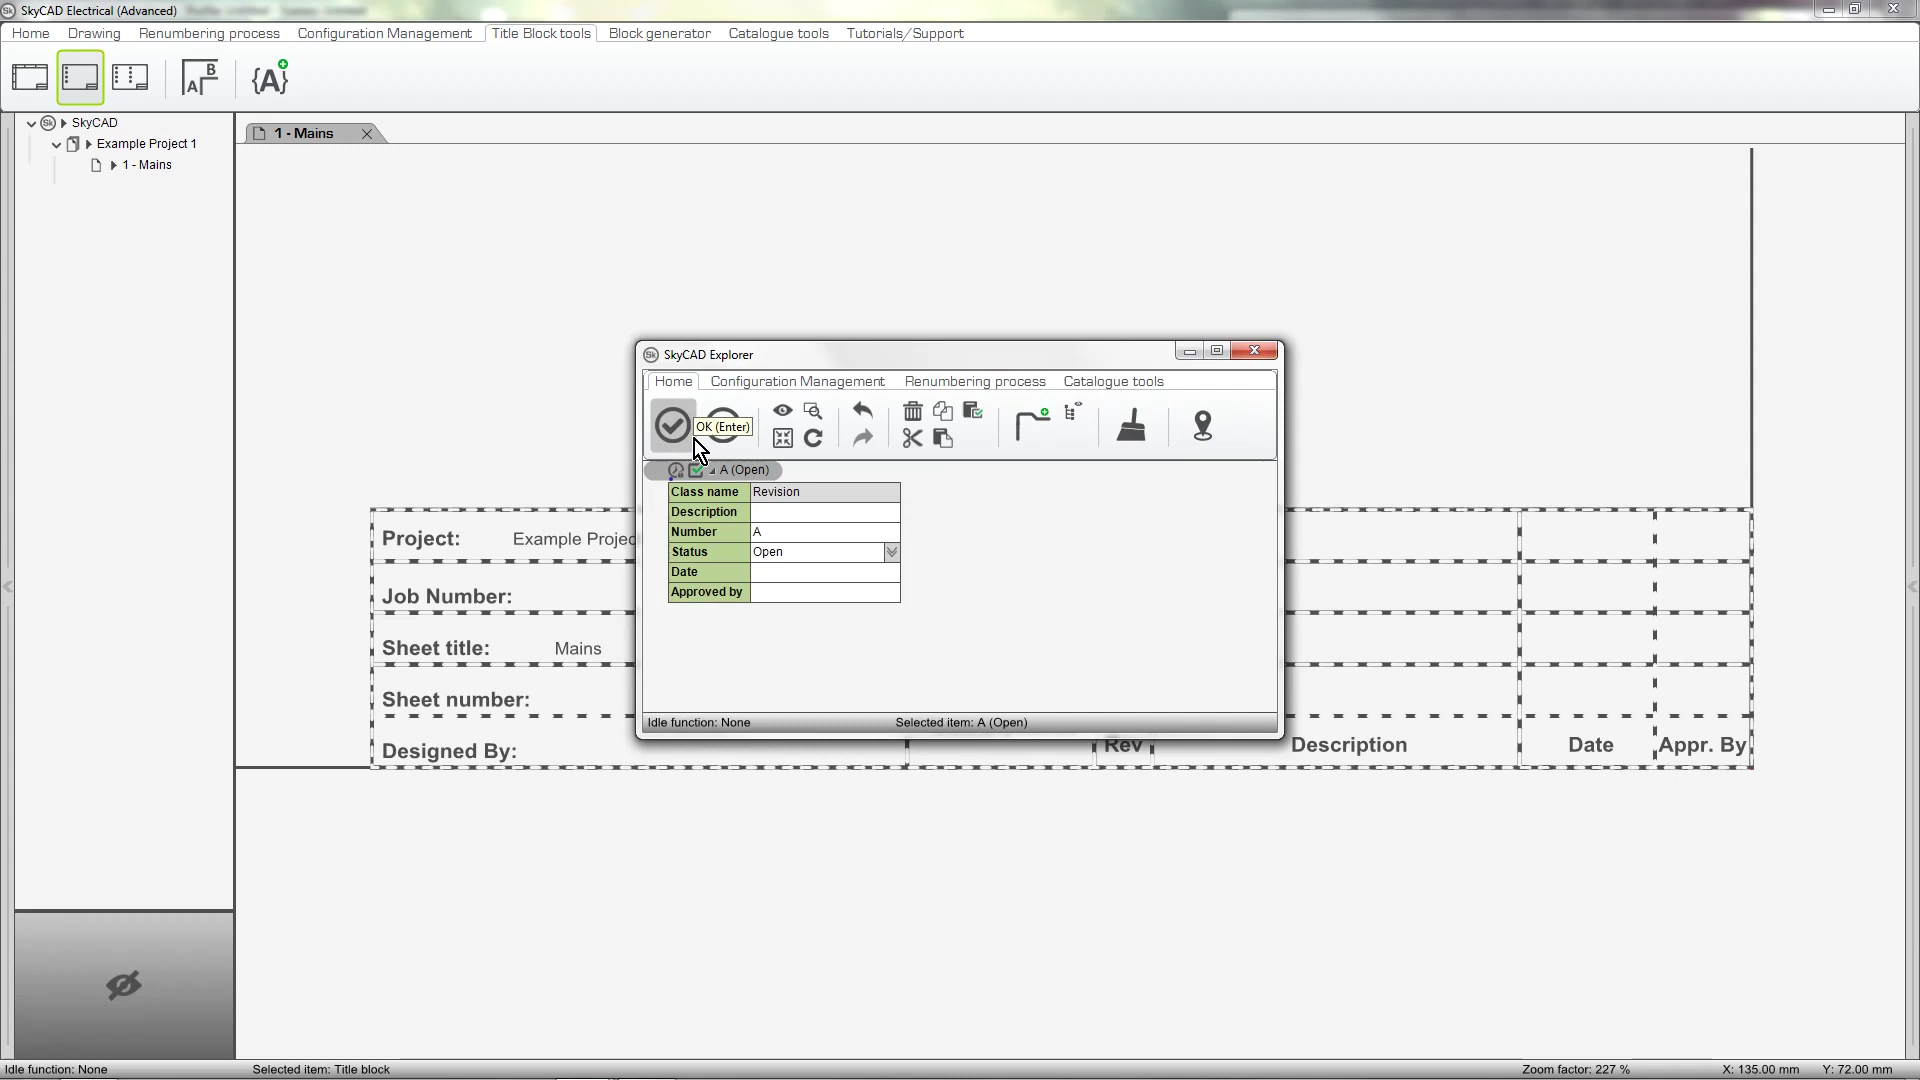 SkyCAD Electrical (Advanced)
Home Drawing Renumbering process Configuration Management Title Block tools Block generator Catalogue tools Tutorials/Support
A B {A}
SkyCAD
Example Project 1
1 - Mains
1 - Mains
SkyCAD Explorer
Home Configuration Management Renumbering process Catalogue tools
OK (Enter)
A (Open)
Class name Revision
Description
Number A
Status Open
Date
Approved by
Idle function: None Selected item: A (Open)
Project: Example Projec
Job Number:
Sheet title: Mains
Sheet number:
Designed By: Rev Description Date Appr. By
Idle function: None Selected item: Title block Zoom factor: 227 % X: 135.00 mm Y: 72.00 mm